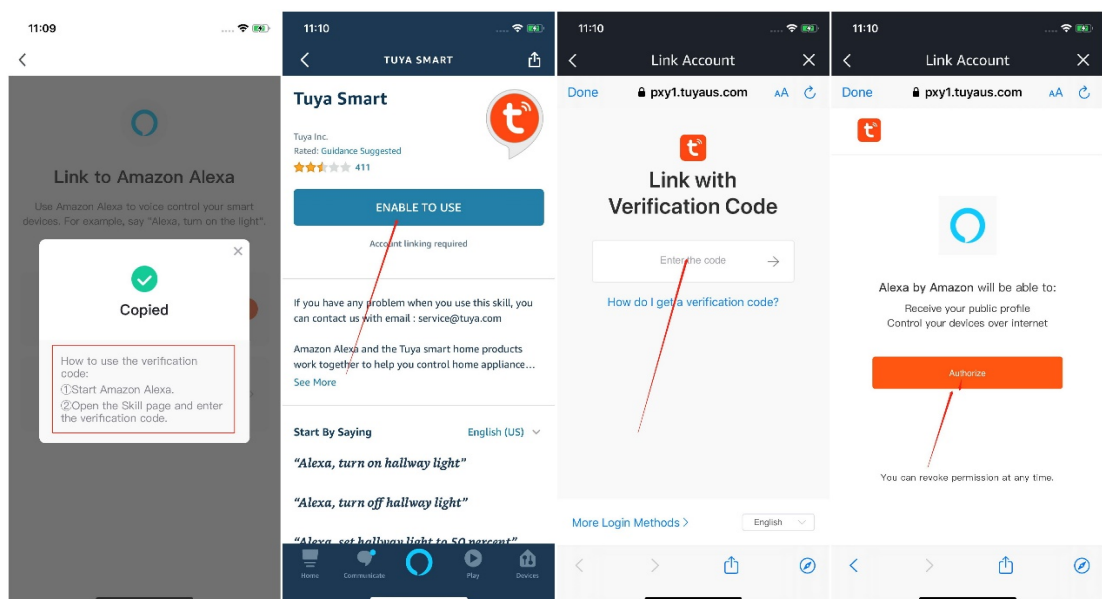 11:09
Link to Amazon Alexa
Use Amazon Alexa to voice control your smart
devices. For example, say "Alexa, turn on the light".
Copied
How to use the verification
code:
①Start Amazon Alexa.
②Open the Skill page and enter
the verification code.
11:10
TUYA SMART
Tuya Smart
Tuya Inc.
Rated: Guidance Suggested
411
ENABLE TO USE
Account linking required
If you have any problem when you use this skill, you
can contact us with email : service@tuya.com
Amazon Alexa and the Tuya smart home products
work together to help you control home appliance...
See More
Start By Saying
English (US)
“Alexa, turn on hallway light”
“Alexa, turn off hallway light”
“Alexa, set hallway light to 50 percent”
Home
Communicate
Play
Devices
11:10
Link Account
Done
pxy1.tuyaus.com
AA
Link with
Verification Code
Enter the code
How do I get a verification code?
More Login Methods >
English
11:10
Link Account
Done
pxy1.tuyaus.com
AA
Alexa by Amazon will be able to:
Receive your public profile
Control your devices over internet
Authorize
You can revoke permission at any time.